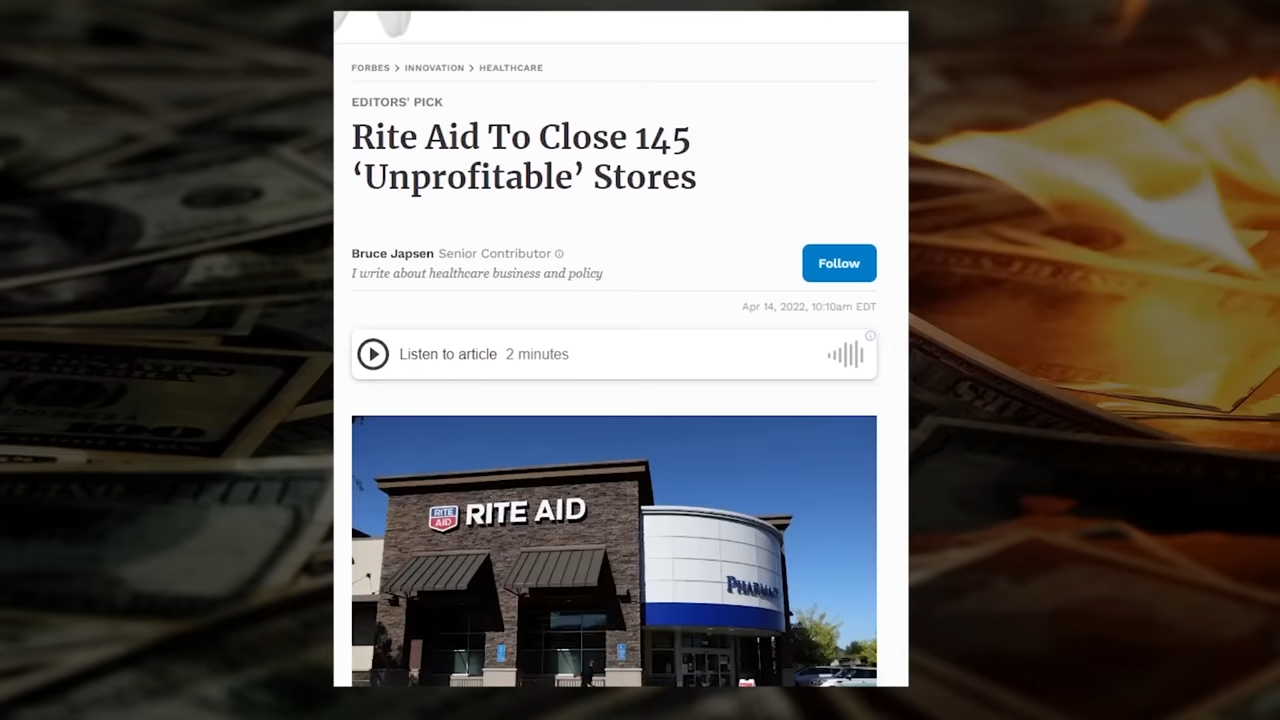 FORBES > INNOVATION > HEALTHCARE
EDITORS' PICK
Rite Aid To Close 145
‘Unprofitable’ Stores
Bruce Japsen Senior Contributor
I write about healthcare business and policy
Follow
Apr 14, 2022, 10:10am EDT
Listen to article 2 minutes
RITE AID
RITE AID
PHARMACY
100